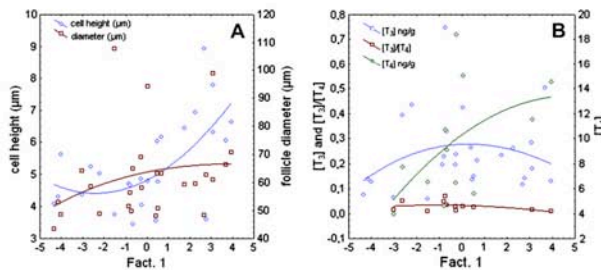 A
cell height (µm)
diameter (µm)
10
9
8
7
6
5
4
3
cell height (µm)
120
110
100
90
80
70
60
50
40
follicle diameter (µm)
-5 -4 -3 -2 -1 0 1 2 3 4 5
Fact. 1
B
[T₃] ng/g
[T₃]/[T₄]
[T₄] ng/g
0,8
0,7
0,6
0,5
0,4
0,3
0,2
0,1
0,0
-0,1
[T₃] and [T₃]/[T₄]
20
18
16
14
12
10
8
6
4
2
-5 -4 -3 -2 -1 0 1 2 3 4 5
Fact. 1